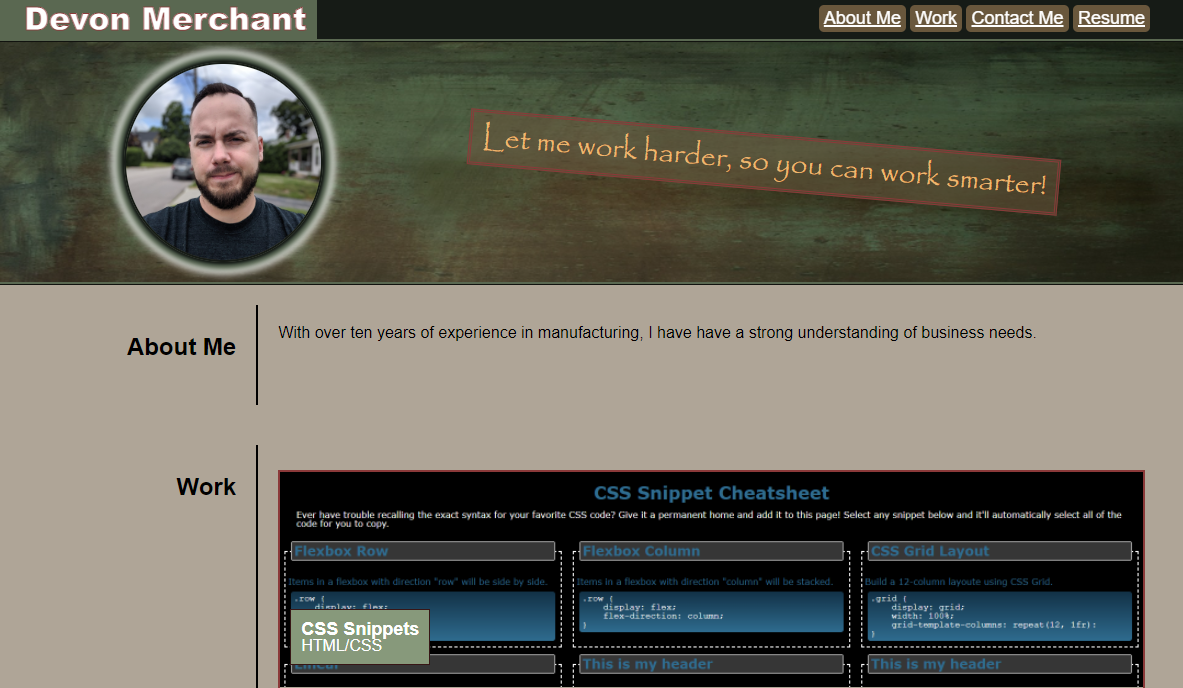 Devon Merchant
About Me Work Contact Me Resume
Let me work harder, so you can work smarter!
About Me
With over ten years of experience in manufacturing, I have have a strong understanding of business needs.
Work
CSS Snippet Cheatsheet
Ever have trouble recalling the exact syntax for your favorite CSS code? Give it a permanent home and add it to this page! Select any snippet below and it'll automatically select all of the
code for you to copy.
Flexbox Row
Items in a flexbox with direction "row" will be side by side.
.row {
display: flex;
Flexbox Column
Items in a flexbox with direction "column" will be stacked.
.row {
display: flex;
flex-direction: column;
}
CSS Grid Layout
Build a 12-column layoute using CSS Grid.
.grid {
display: grid;
width: 100%;
grid-template-columns: repeat(12, 1fr);
}
CSS Snippets
HTML/CSS
This is my header
This is my header